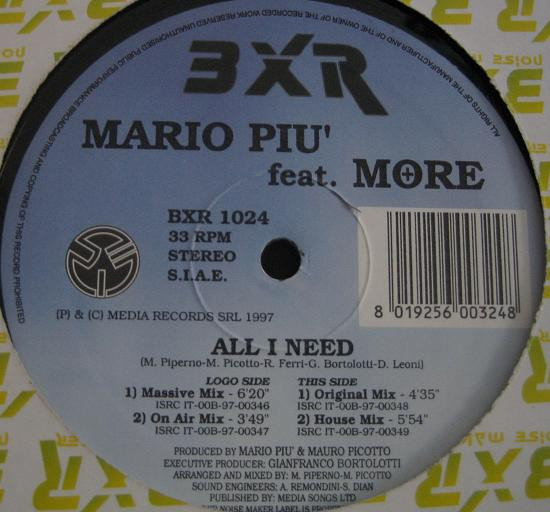 BXR
MARIO PIU'
feat. MORE
BXR 1024
33 RPM
STEREO
S.I.A.E.
8 019256 003248
(P) & (C) MEDIA RECORDS SRL 1997
ALL I NEED
(M. Piperno-M. Picotto-R. Ferri-G. Bortolotti-D. Leoni)
LOGO SIDE
1) Massive Mix - 6'20"
ISRC IT-00B-97-00346
2) On Air Mix - 3'49"
ISRC IT-00B-97-00347
THIS SIDE
1) Original Mix - 4'35"
ISRC IT-00B-97-00348
2) House Mix - 5'54"
ISRC IT-00B-97-00349
PRODUCED BY MARIO PIU' & MAURO PICOTTO
EXECUTIVE PRODUCER: GIANFRANCO BORTOLOTTI
ARRANGED AND MIXED BY: M. PIPERNO-M. PICOTTO
SOUND ENGINEERS: A. REMONDINI-S. DIAN
PUBLISHED BY: MEDIA SONGS LTD
NOISE MAKER LABEL IS
ALL RIGHTS OF THE MANUFACTURER AND OF THE OWNER OF THE RECORDED WORK RESERVED UNAUTHORISED PUBLIC PERFORMANCE BROADCASTING AND COPYING OF THIS RECORD PROHIBITED
BXR